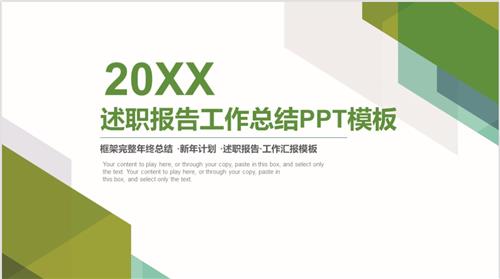 20XX
述职报告工作总结PPT模板
框架完整年终总结 ·新年计划 ·述职报告·工作汇报模板
Your content to play here, or through your copy, paste in this box, and select only
the text. Your content to play here, or through your copy, paste in
this box, and select only the text.